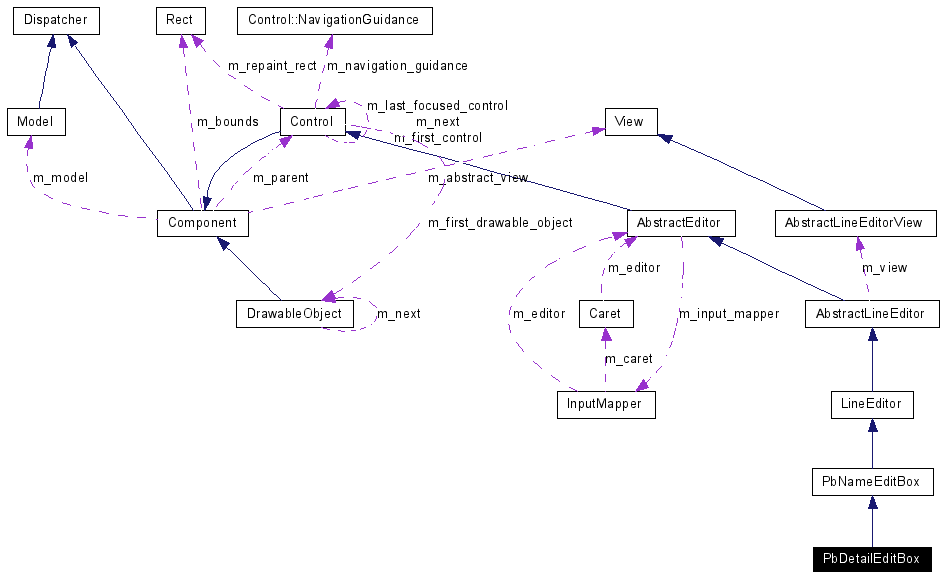 Dispatcher
Rect
Control::NavigationGuidance
m_repaint_rect
m_navigation_guidance
m_last_focused_control
m_next
m_first_control
Model
m_bounds
Control
View
m_model
m_parent
m_abstract_view
Component
m_first_drawable_object
AbstractEditor
AbstractLineEditorView
m_editor
m_view
DrawableObject
m_next
m_editor
Caret
m_input_mapper
AbstractLineEditor
m_caret
InputMapper
LineEditor
PbNameEditBox
PbDetailEditBox